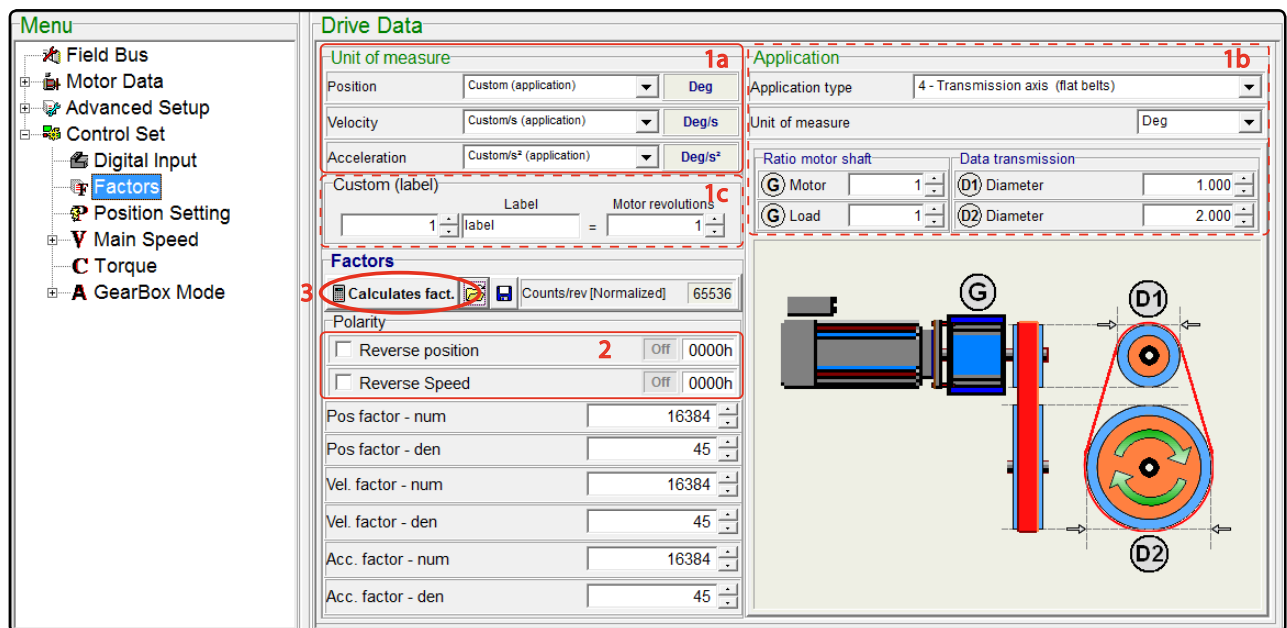 Menu
Field Bus
Motor Data
Advanced Setup
Control Set
Digital Input
Factors
Position Setting
V Main Speed
C Torque
A GearBox Mode
Drive Data
Unit of measure 1a
Position Custom (application) Deg
Velocity Custom/s (application) Deg/s
Acceleration Custom/s² (application) Deg/s²
Custom (label) 1c
Label Motor revolutions
1 label = 1
Factors
3 Calculates fact. Counts/rev [Normalized] 65536
Polarity
Reverse position 2 Off 0000h
Reverse Speed Off 0000h
Pos factor - num 16384
Pos factor - den 45
Vel. factor - num 16384
Vel. factor - den 45
Acc. factor - num 16384
Acc. factor - den 45
Application 1b
Application type 4 - Transmission axis (flat belts)
Unit of measure Deg
Ratio motor shaft Data transmission
G Motor 1 D1 Diameter 1.000
G Load 1 D2 Diameter 2.000
G
D1
D2